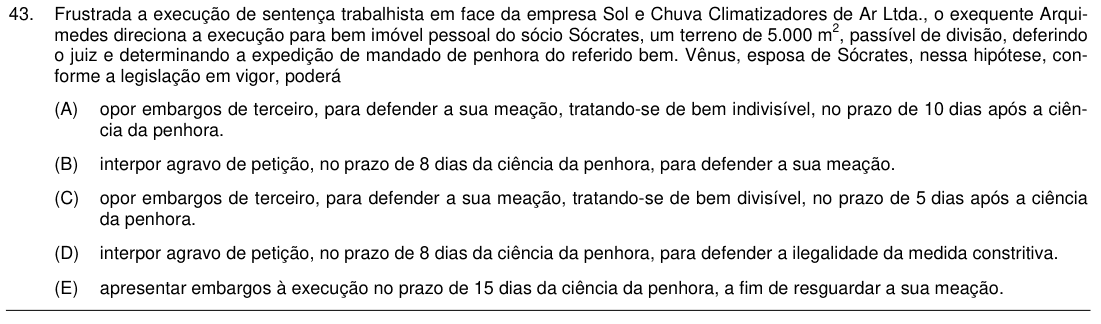 43. Frustrada a execução de sentença trabalhista em face da empresa Sol e Chuva Climatizadores de Ar Ltda., o exequente Arqui-
medes direciona a execução para bem imóvel pessoal do sócio Sócrates, um terreno de 5.000 m², passível de divisão, deferindo
o juiz e determinando a expedição de mandado de penhora do referido bem. Vênus, esposa de Sócrates, nessa hipótese, con-
forme a legislação em vigor, poderá
(A) opor embargos de terceiro, para defender a sua meação, tratando-se de bem indivisível, no prazo de 10 dias após a ciên-
cia da penhora.
(B) interpor agravo de petição, no prazo de 8 dias da ciência da penhora, para defender a sua meação.
(C) opor embargos de terceiro, para defender a sua meação, tratando-se de bem divisível, no prazo de 5 dias após a ciência
da penhora.
(D) interpor agravo de petição, no prazo de 8 dias da ciência da penhora, para defender a ilegalidade da medida constritiva.
(E) apresentar embargos à execução no prazo de 15 dias da ciência da penhora, a fim de resguardar a sua meação.